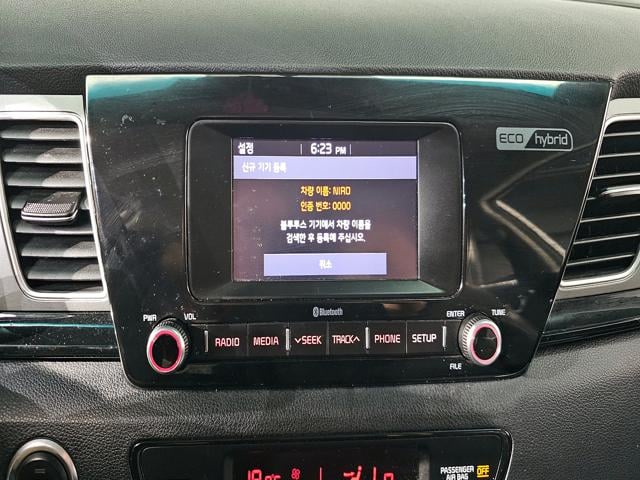 설정 6:23 PM
신규 기기 등록
차량 이름: NIRO
인증 번호: 0000
블루투스 기기에서 차량 이름을
검색한 후 등록해 주십시오.
취소
ECO hybrid
Bluetooth
PWR VOL ENTER TUNE
RADIO MEDIA ∨SEEK TRACK∧ PHONE SETUP
FILE
PASSENGER
AIR BAG OFF